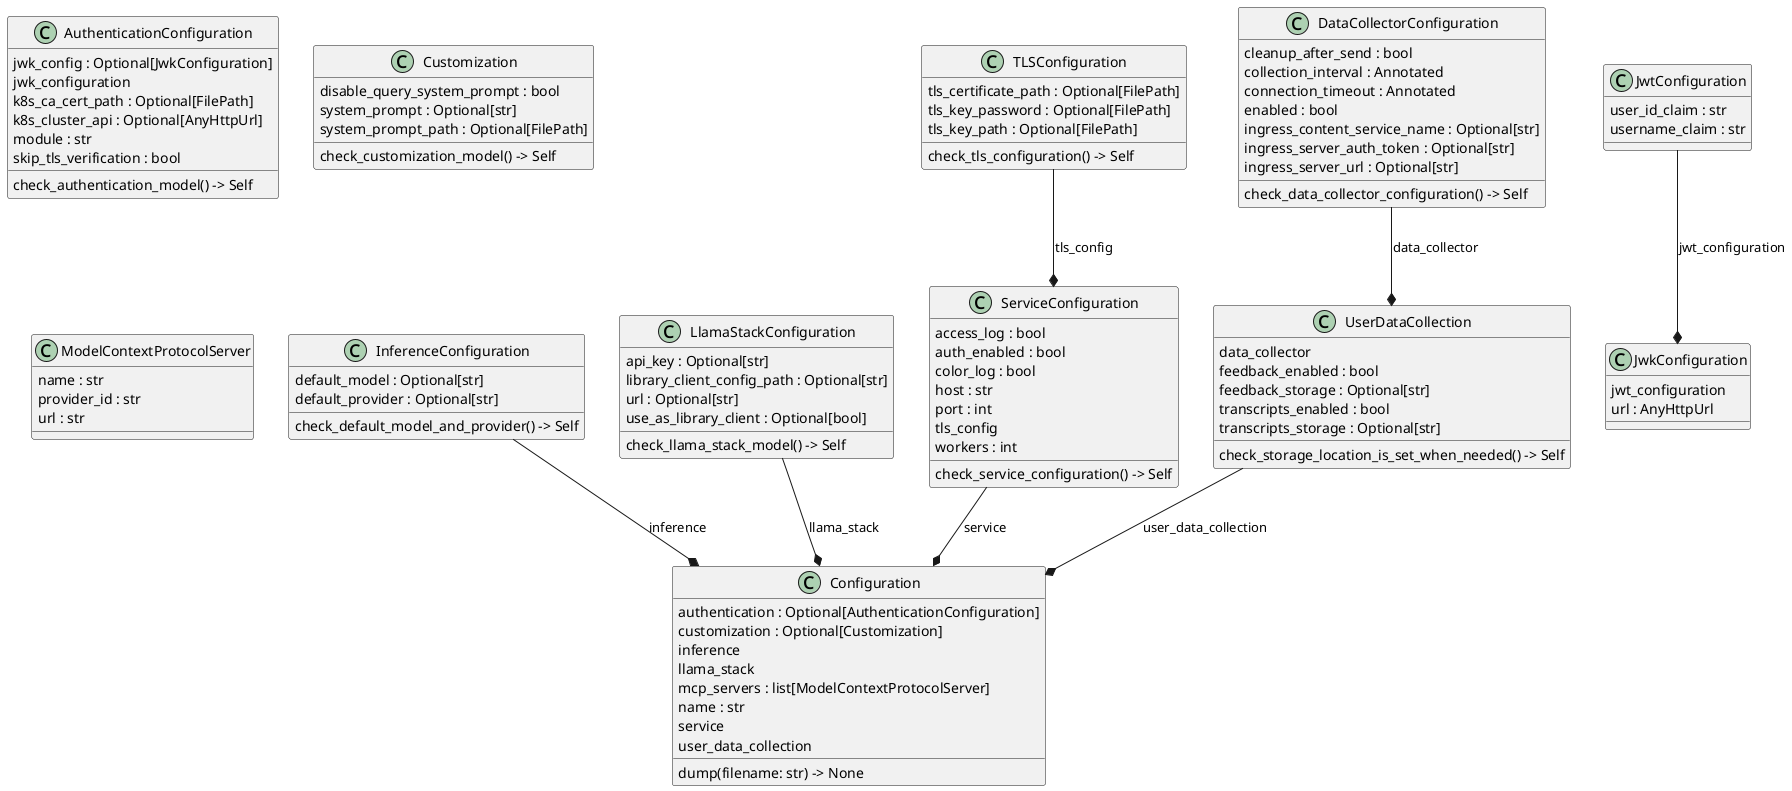 C AuthenticationConfiguration
jwk_config : Optional[JwkConfiguration]
jwk_configuration
k8s_ca_cert_path : Optional[FilePath]
k8s_cluster_api : Optional[AnyHttpUrl]
module : str
skip_tls_verification : bool
check_authentication_model() -> Self
C Customization
disable_query_system_prompt : bool
system_prompt : Optional[str]
system_prompt_path : Optional[FilePath]
check_customization_model() -> Self
C TLSConfiguration
tls_certificate_path : Optional[FilePath]
tls_key_password : Optional[FilePath]
tls_key_path : Optional[FilePath]
check_tls_configuration() -> Self
C DataCollectorConfiguration
cleanup_after_send : bool
collection_interval : Annotated
connection_timeout : Annotated
enabled : bool
ingress_content_service_name : Optional[str]
ingress_server_auth_token : Optional[str]
ingress_server_url : Optional[str]
check_data_collector_configuration() -> Self
C JwtConfiguration
user_id_claim : str
username_claim : str
tls_config
data_collector
jwt_configuration
C ModelContextProtocolServer
name : str
provider_id : str
url : str
C InferenceConfiguration
default_model : Optional[str]
default_provider : Optional[str]
check_default_model_and_provider() -> Self
C LlamaStackConfiguration
api_key : Optional[str]
library_client_config_path : Optional[str]
url : Optional[str]
use_as_library_client : Optional[bool]
check_llama_stack_model() -> Self
C ServiceConfiguration
access_log : bool
auth_enabled : bool
color_log : bool
host : str
port : int
tls_config
workers : int
check_service_configuration() -> Self
C UserDataCollection
data_collector
feedback_enabled : bool
feedback_storage : Optional[str]
transcripts_enabled : bool
transcripts_storage : Optional[str]
check_storage_location_is_set_when_needed() -> Self
C JwkConfiguration
jwt_configuration
url : AnyHttpUrl
inference
llama_stack
service
user_data_collection
C Configuration
authentication : Optional[AuthenticationConfiguration]
customization : Optional[Customization]
inference
llama_stack
mcp_servers : list[ModelContextProtocolServer]
name : str
service
user_data_collection
dump(filename: str) -> None